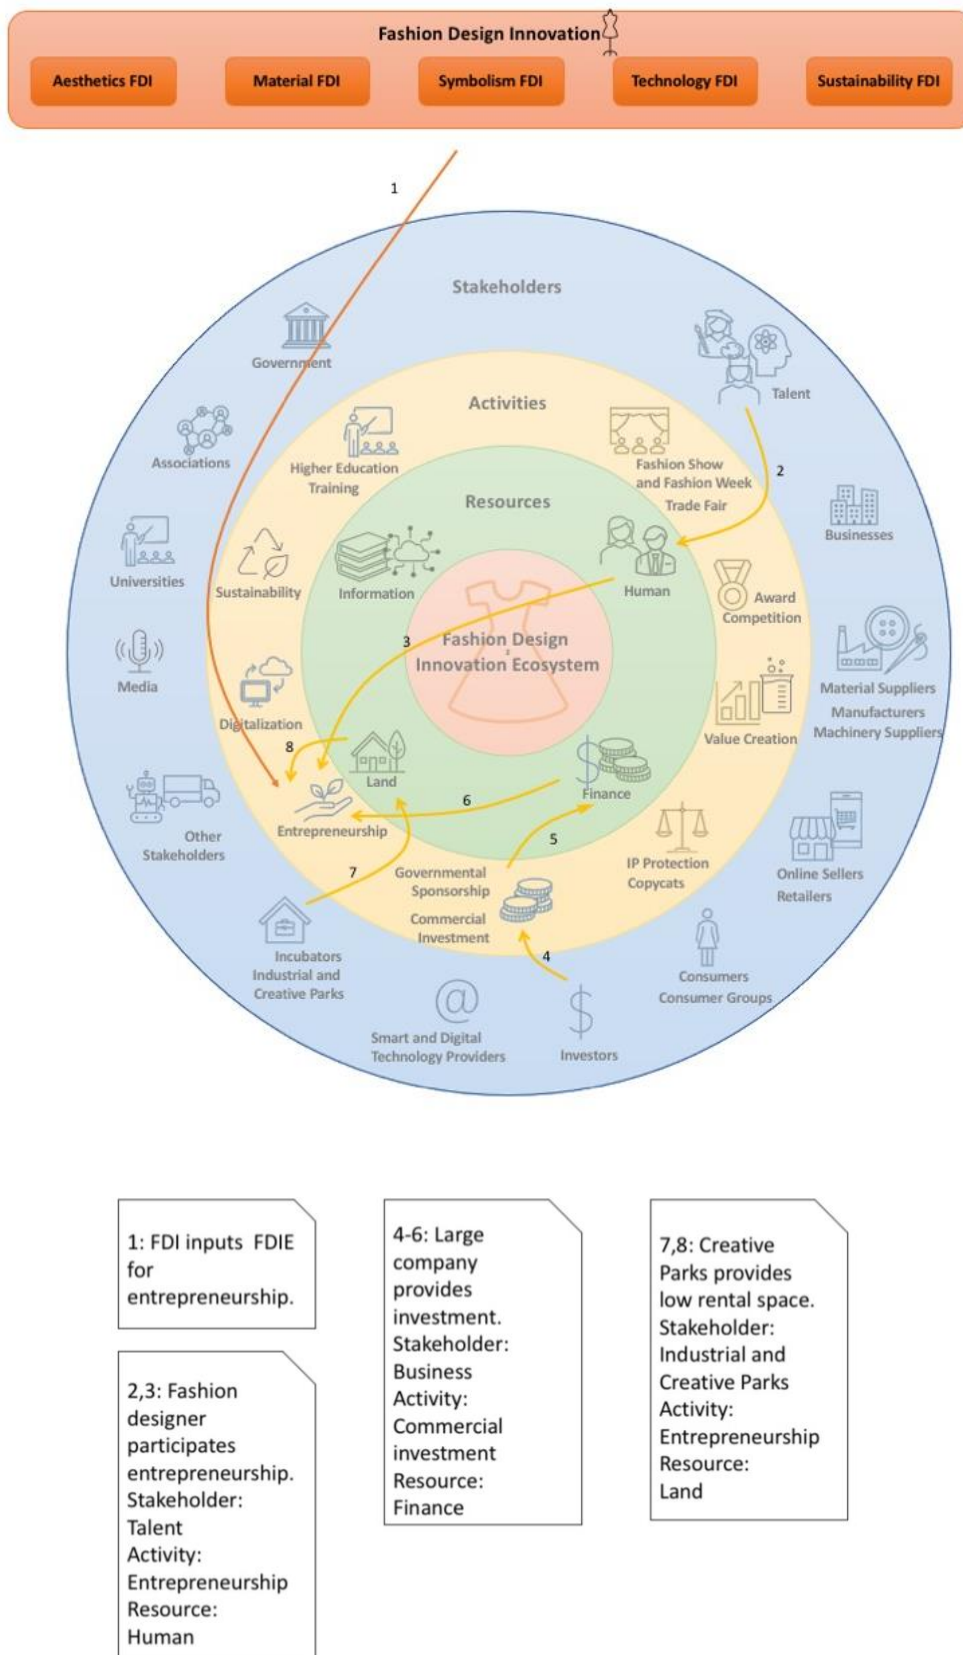 Fashion Design Innovation
Aesthetics FDI
Material FDI
Symbolism FDI
Technology FDI
Sustainability FDI
1
Stakeholders
Government
Talent
Activities
Associations
Higher Education
Training
Fashion Show
and Fashion Week
Trade Fair
2
Resources
Businesses
Universities
Sustainability
Information
Human
Award
Competition
3
Fashion Design
Innovation Ecosystem
Media
Material Suppliers
Manufacturers
Machinery Suppliers
Digitalization
Value Creation
8
Land
Finance
6
Entrepreneurship
Other
Stakeholders
5
IP Protection
Copycats
7
Governmental
Sponsorship
Online Sellers
Retailers
Commercial
Investment
4
Incubators
Industrial and
Creative Parks
Consumers
Consumer Groups
@
Smart and Digital
Technology Providers
$
Investors
1: FDI inputs FDIE
for
entrepreneurship.
2,3: Fashion
designer
participates
entrepreneurship.
Stakeholder:
Talent
Activity:
Entrepreneurship
Resource:
Human
4-6: Large
company
provides
investment.
Stakeholder:
Business
Activity:
Commercial
investment
Resource:
Finance
7,8: Creative
Parks provides
low rental space.
Stakeholder:
Industrial and
Creative Parks
Activity:
Entrepreneurship
Resource:
Land